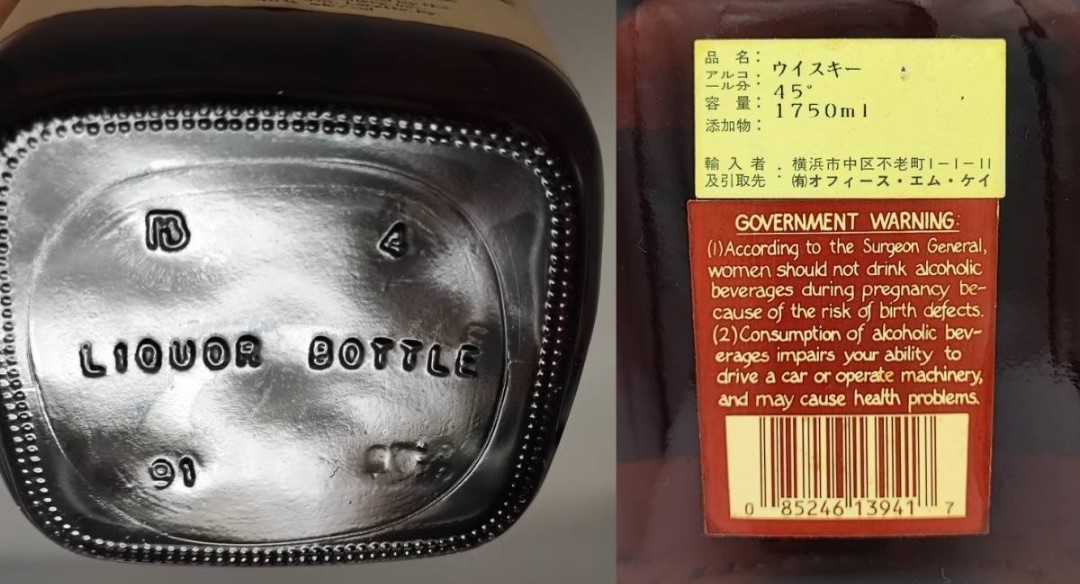 LIQUOR BOTTLE
91
品 名:
ウイスキー
アルコール分:
45°
容 量:
1750ml
添加物:
輸入者及引取先:
横浜市中区不老町1-1-11
㈲オフィース・エム・ケイ
GOVERNMENT WARNING:
(1)According to the Surgeon General,
women should not drink alcoholic
beverages during pregnancy be-
cause of the risk of birth defects.
(2)Consumption of alcoholic bev-
erages impairs your ability to
drive a car or operate machinery,
and may cause health problems.
0 85246 13941 7